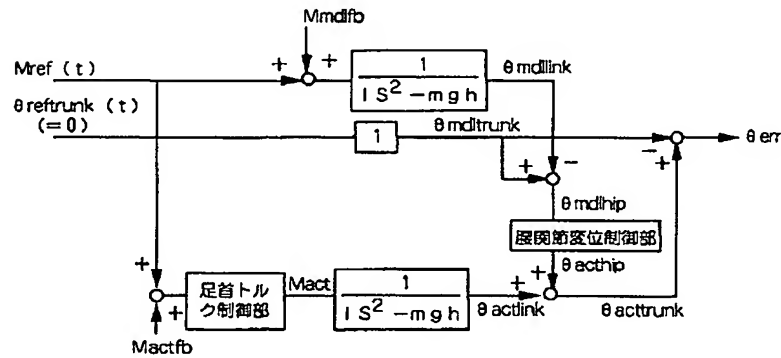 Mmdlfb
Mref (t)
+
+
1
IS² -mgh
θ mdllink
θ reftrunk (t)
(=0)
1
θ mdltrunk
−
+
θ err
+
−
θ mdlhip
腰関節変位制御部
θ acthip
+
+
足首トル
ク制御部
Mact
1
IS² -mgh
θ actlink
+
+
θ acttrunk
Mactfb